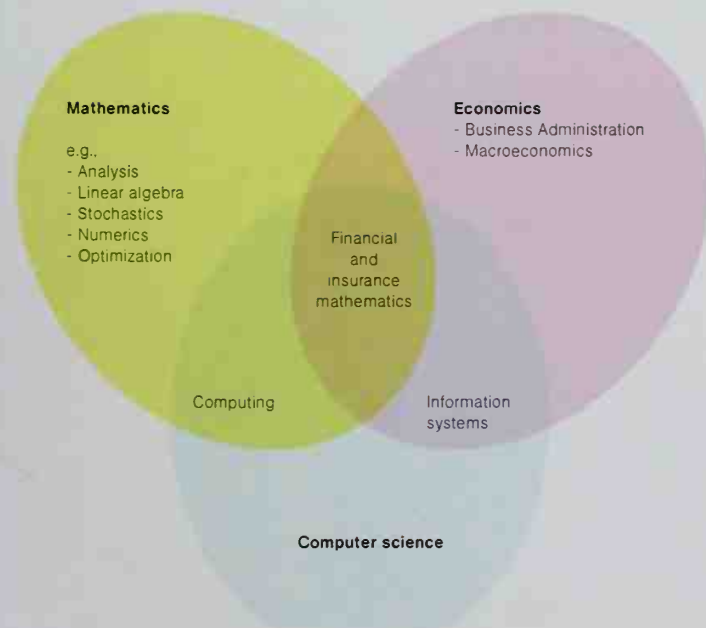 Mathematics
e.g.,
- Analysis
- Linear algebra
- Stochastics
- Numerics
- Optimization
Economics
- Business Administration
- Macroeconomics
Financial
and
insurance
mathematics
Computing
Information
systems
Computer science